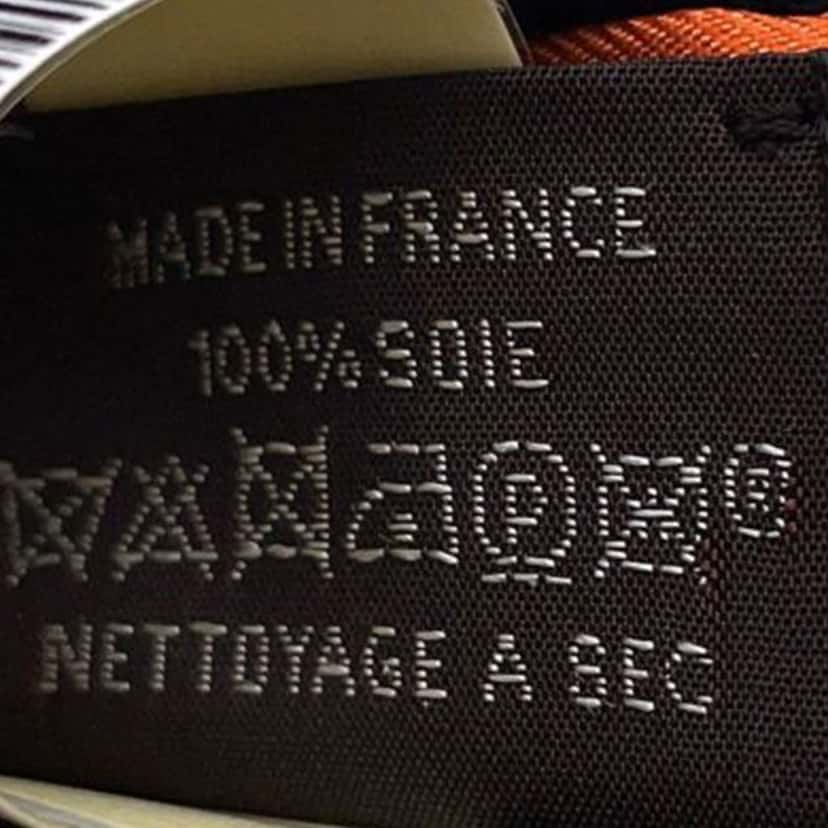 MADE IN FRANCE
100% SOIE
P
®
NETTOYAGE A SEC